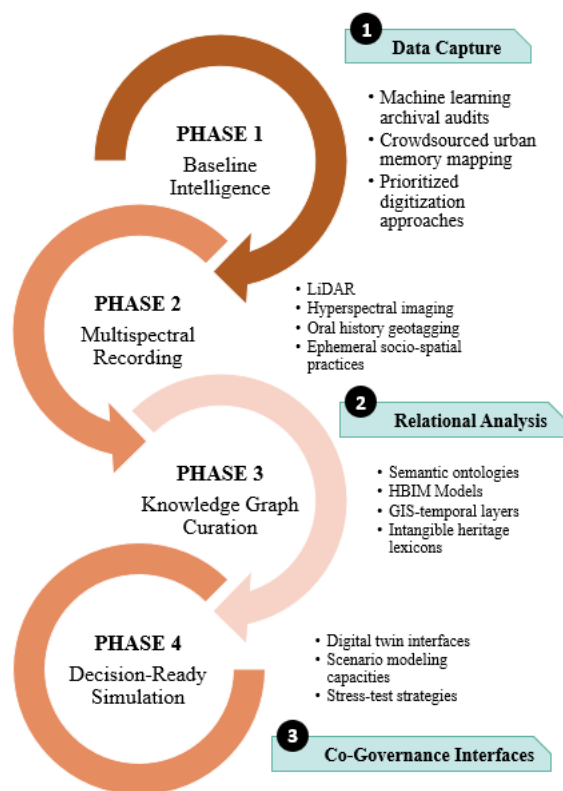 1
Data Capture
PHASE 1
Baseline
Intelligence
• Machine learning
archival audits
• Crowdsourced urban
memory mapping
• Prioritized
digitization
approaches
PHASE 2
Multispectral
Recording
• LiDAR
• Hyperspectral imaging
• Oral history geotagging
• Ephemeral socio-spatial
practices
2
Relational Analysis
PHASE 3
Knowledge Graph
Curation
• Semantic ontologies
• HBIM Models
• GIS-temporal layers
• Intangible heritage
lexicons
PHASE 4
Decision-Ready
Simulation
• Digital twin interfaces
• Scenario modeling
capacities
• Stress-test strategies
3
Co-Governance Interfaces